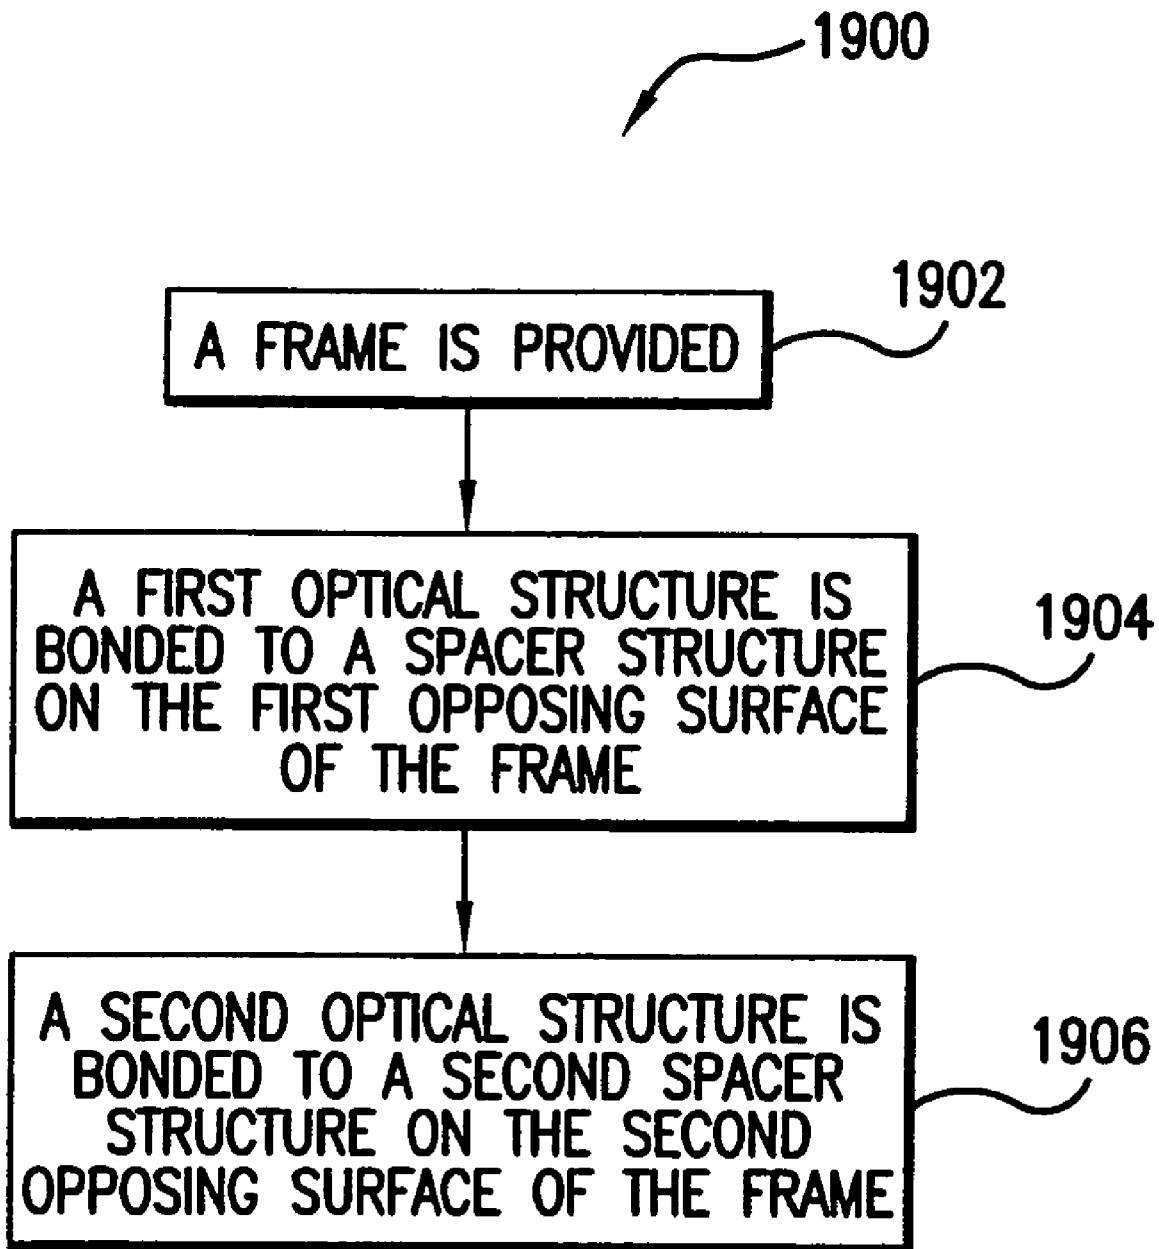 1900
1902
A FRAME IS PROVIDED
A FIRST OPTICAL STRUCTURE IS
BONDED TO A SPACER STRUCTURE
ON THE FIRST OPPOSING SURFACE
OF THE FRAME
1904
A SECOND OPTICAL STRUCTURE IS
BONDED TO A SECOND SPACER
STRUCTURE ON THE SECOND
OPPOSING SURFACE OF THE FRAME
1906